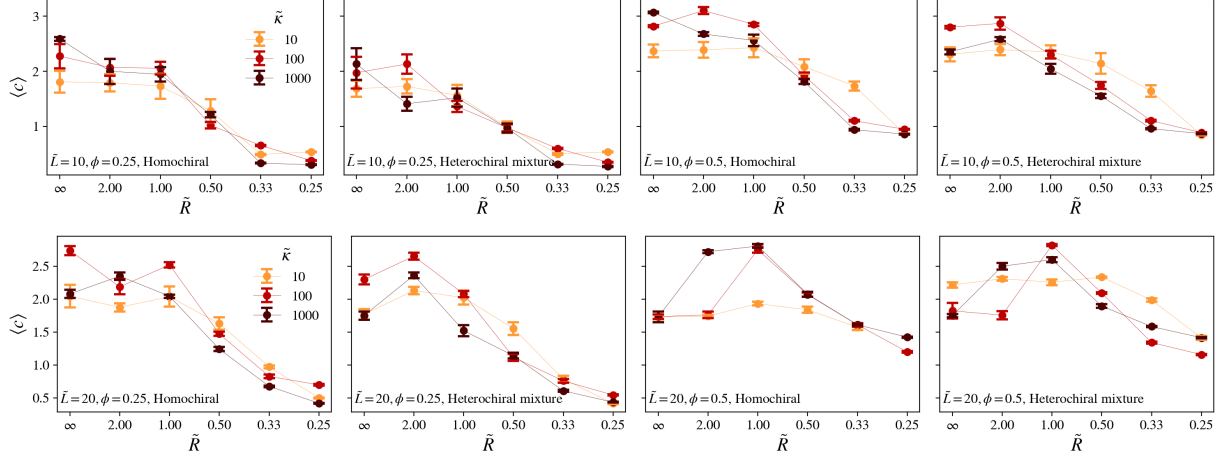 ⟨c⟩
3
2
1
κ̃
10
100
1000
L̃ = 10, ϕ = 0.25, Homochiral
∞ 2.00 1.00 0.50 0.33 0.25
R̃
L̃ = 10, ϕ = 0.25, Heterochiral mixture
∞ 2.00 1.00 0.50 0.33 0.25
R̃
L̃ = 10, ϕ = 0.5, Homochiral
∞ 2.00 1.00 0.50 0.33 0.25
R̃
L̃ = 10, ϕ = 0.5, Heterochiral mixture
∞ 2.00 1.00 0.50 0.33 0.25
R̃
⟨c⟩
2.5
2.0
1.5
1.0
0.5
κ̃
10
100
1000
L̃ = 20, ϕ = 0.25, Homochiral
∞ 2.00 1.00 0.50 0.33 0.25
R̃
L̃ = 20, ϕ = 0.25, Heterochiral mixture
∞ 2.00 1.00 0.50 0.33 0.25
R̃
L̃ = 20, ϕ = 0.5, Homochiral
∞ 2.00 1.00 0.50 0.33 0.25
R̃
L̃ = 20, ϕ = 0.5, Heterochiral mixture
∞ 2.00 1.00 0.50 0.33 0.25
R̃